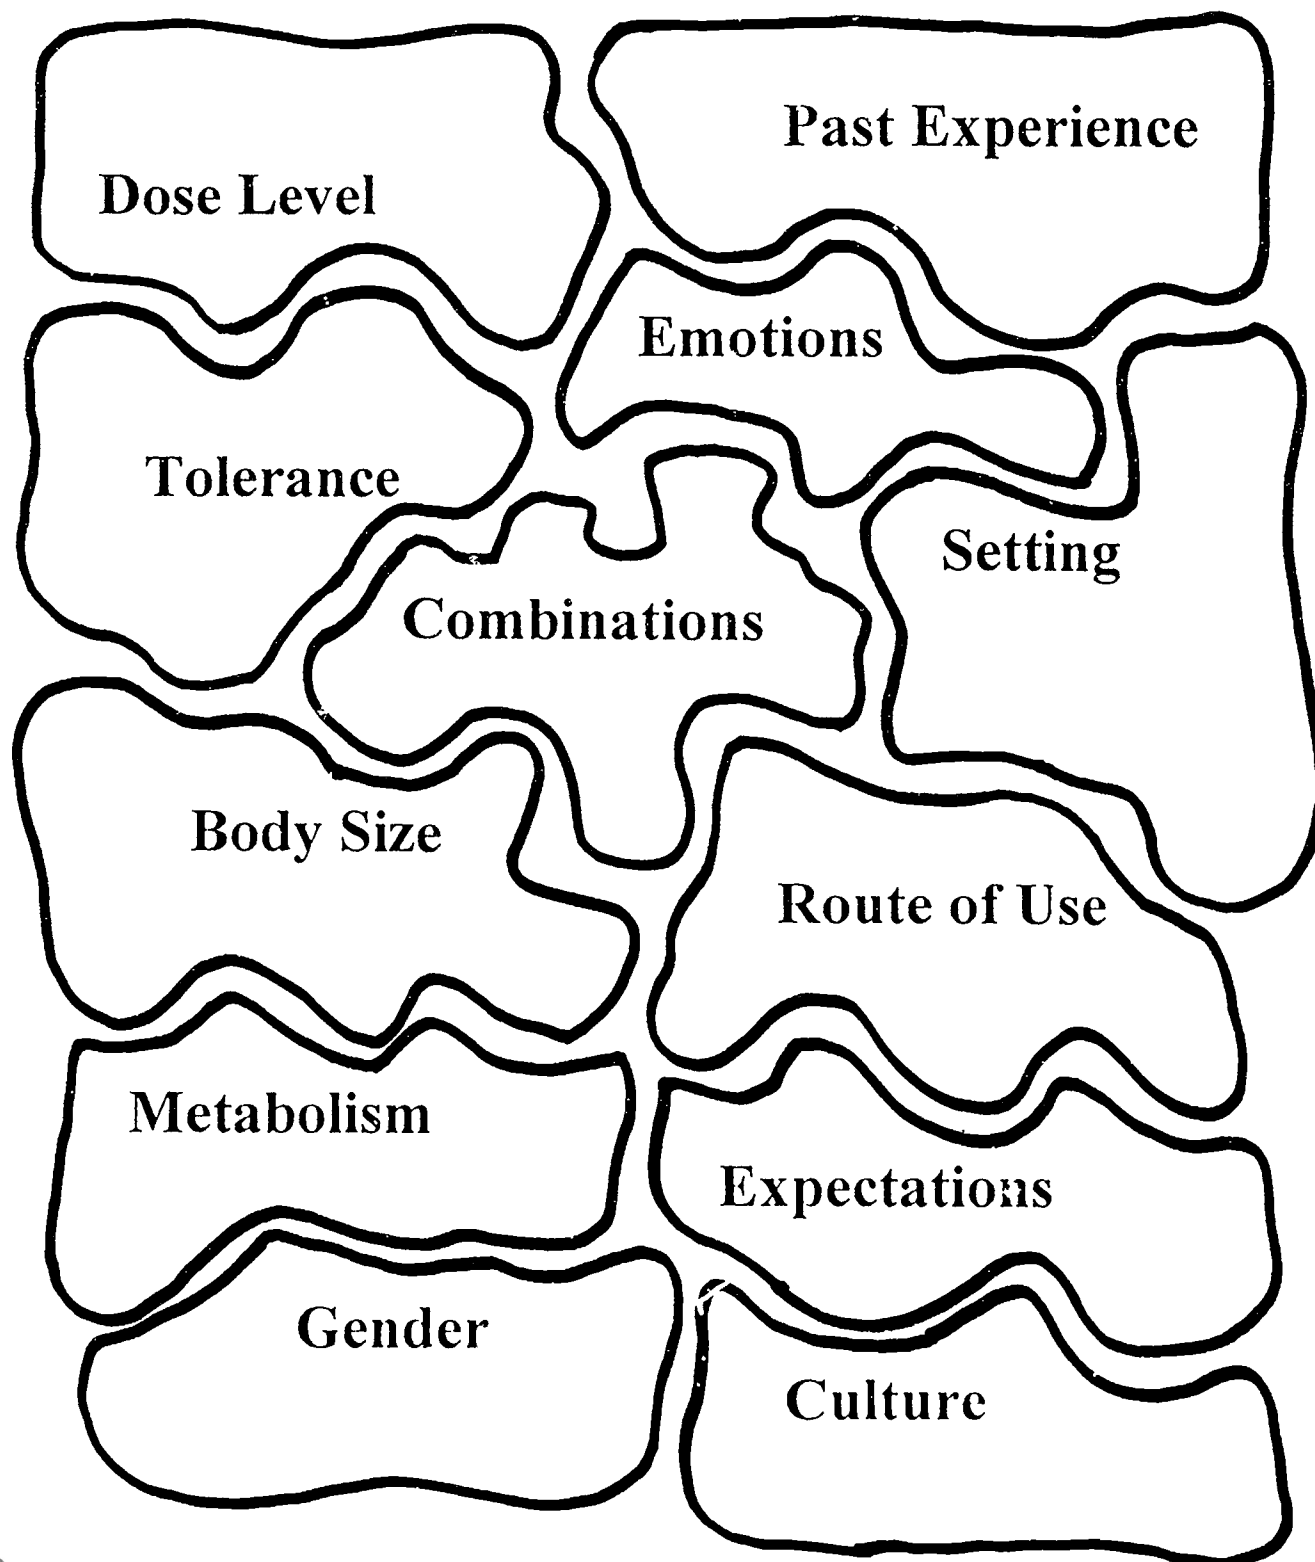 Past Experience
Dose Level
Emotions
Tolerance
Setting
Combinations
Body Size
Route of Use
Metabolism
Expectations
Gender
Culture